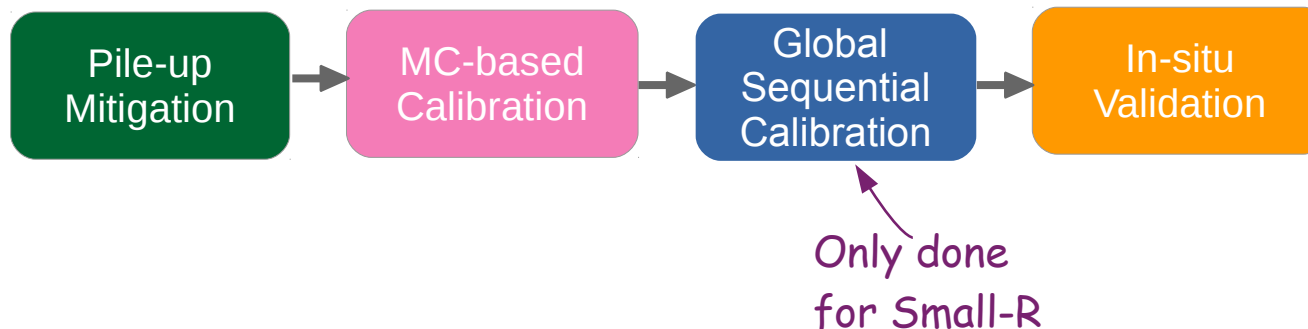 Pile-up
Mitigation
MC-based
Calibration
Global
Sequential
Calibration
In-situ
Validation
Only done
for Small-R